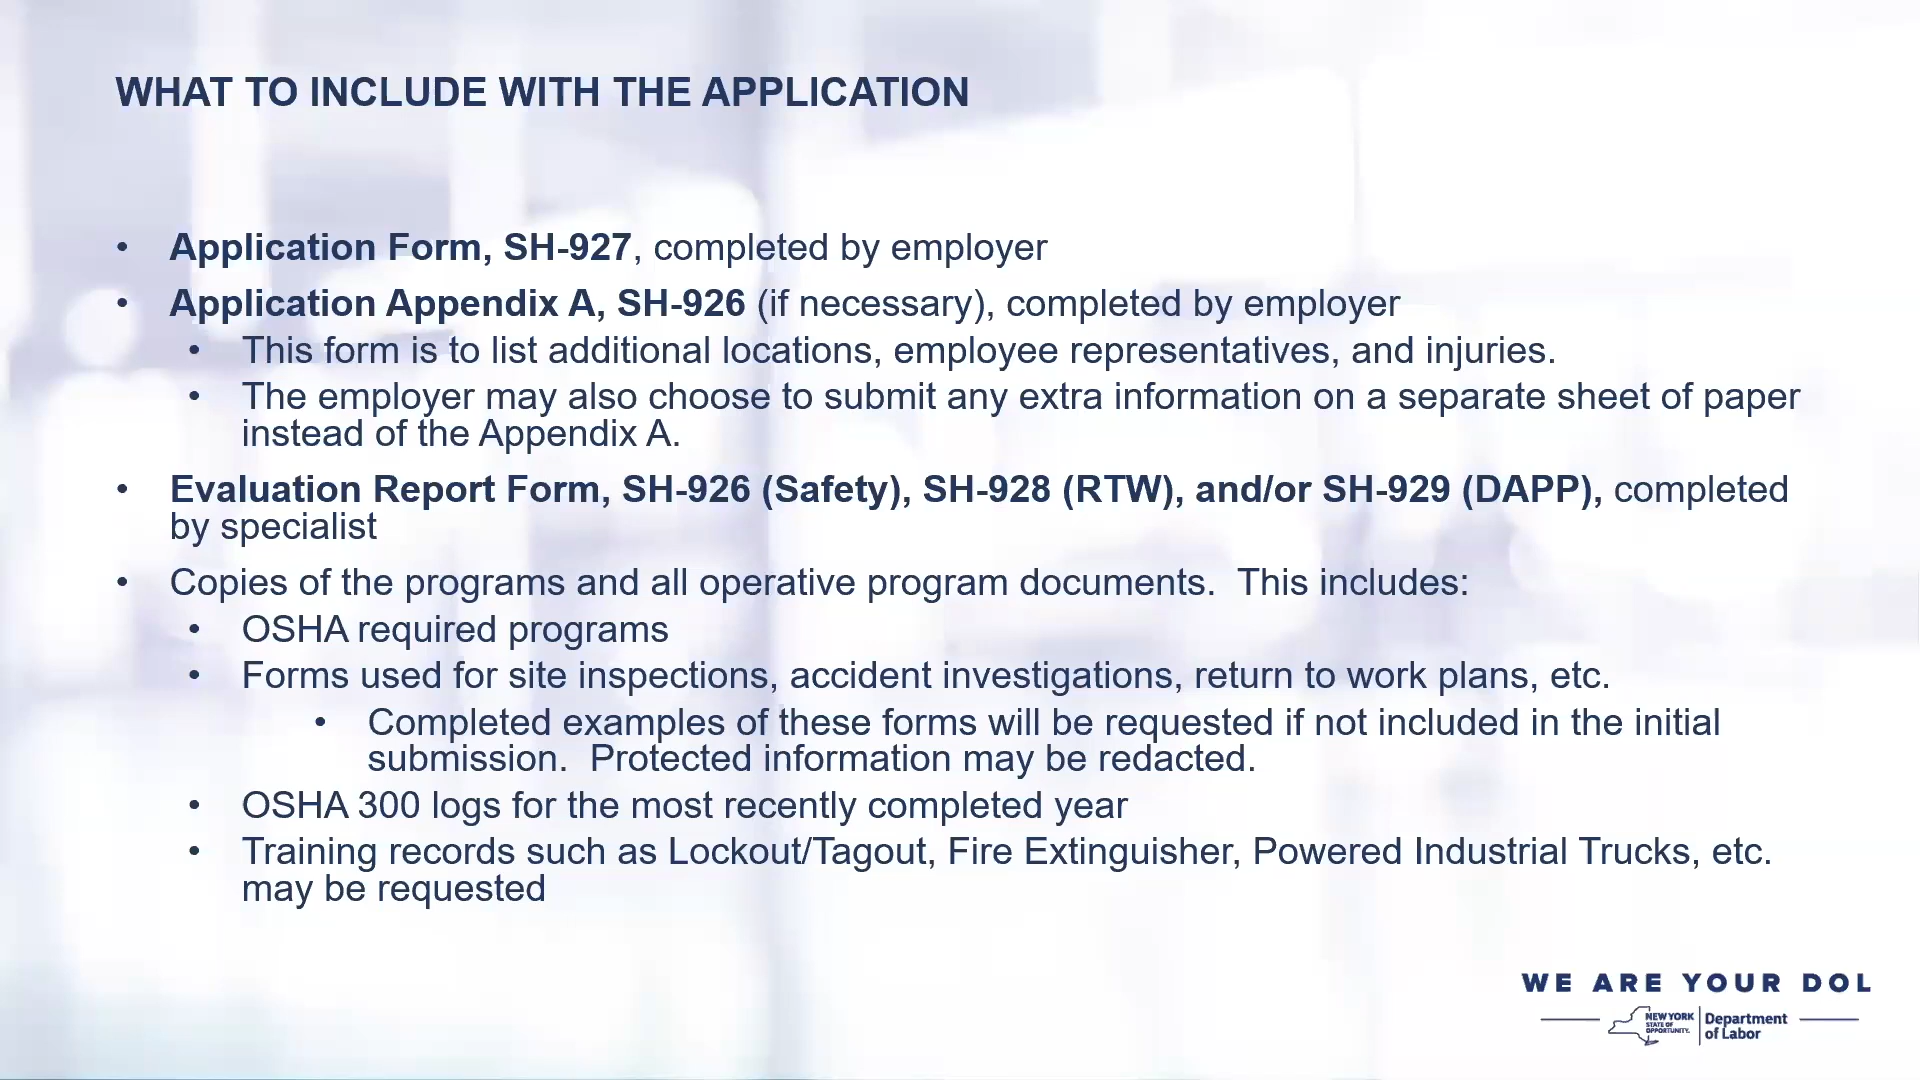 WHAT TO INCLUDE WITH THE APPLICATION
• Application Form, SH-927, completed by employer
• Application Appendix A, SH-926 (if necessary), completed by employer
• This form is to list additional locations, employee representatives, and injuries.
• The employer may also choose to submit any extra information on a separate sheet of paper
instead of the Appendix A.
• Evaluation Report Form, SH-926 (Safety), SH-928 (RTW), and/or SH-929 (DAPP), completed
by specialist
• Copies of the programs and all operative program documents.  This includes:
• OSHA required programs
• Forms used for site inspections, accident investigations, return to work plans, etc.
• Completed examples of these forms will be requested if not included in the initial
submission.  Protected information may be redacted.
• OSHA 300 logs for the most recently completed year
• Training records such as Lockout/Tagout, Fire Extinguisher, Powered Industrial Trucks, etc.
may be requested
WE ARE YOUR DOL
NEW YORK
STATE OF
OPPORTUNITY.
Department
of Labor